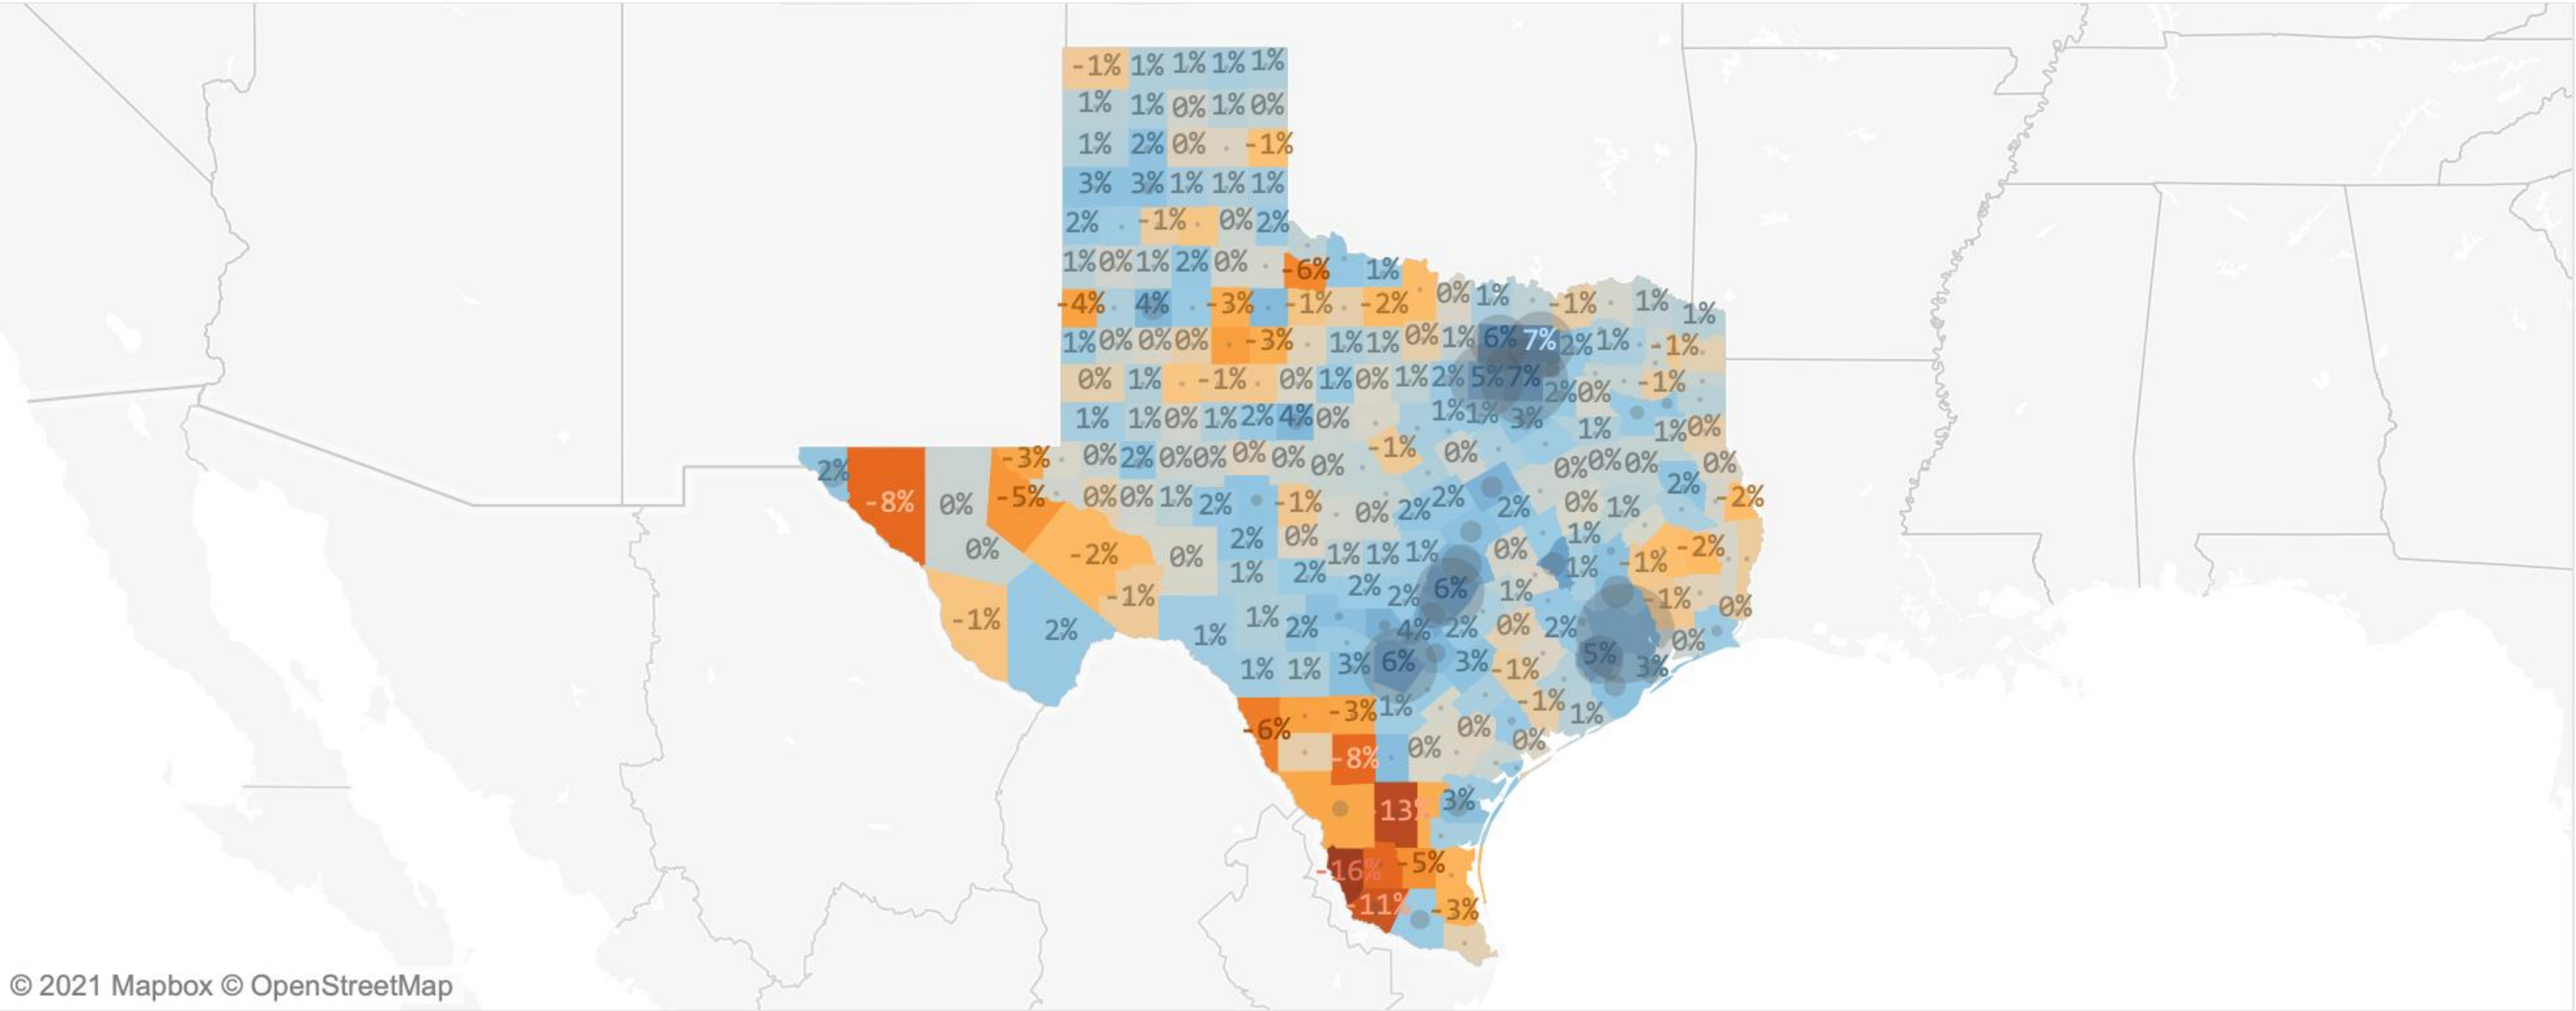 -1% 1% 1% 1% 1%
1% 1% 0% 1% 0%
1% 2% 0% -1%
3% 3% 1% 1% 1%
2% -1% 0% 2%
1% 0% 1% 2% 0% -6% 1%
-4% 4% -3% -1% -2% 0% 1% -1% 1% 1%
1% 0% 0% 0% -3% 1% 1% 0% 1% 6% 7% 2% 1% -1%
0% 1% -1% 0% 1% 0% 1% 2% 5% 7% 2% 0% -1%
1% 1% 0% 1% 2% 4% 0% 1% 1% 3% 1% 1% 0%
2% -3% 0% 2% 0% 0% 0% 0% 0% -1% 0% 0% 0% 0% 2% 0%
-8% 0% -5% 0% 0% 1% 2% -1% 0% 2% 2% 2% 0% 1% -2%
0% -2% 0% 2% 0% 1% 1% 1% 0% 1% 1% -1% -2%
-1% 1% 2% 2% 2% 6% 1% -1% 0%
-1% 2% 1% 1% 2% 4% 2% 0% 2% 0%
1% 1% 3% 6% 3% -1% 5% 3%
-6% -3% 1% 0% -1% 1%
-8% 0% 0%
-13% 3%
-16% -5%
-11% -3%
© 2021 Mapbox © OpenStreetMap